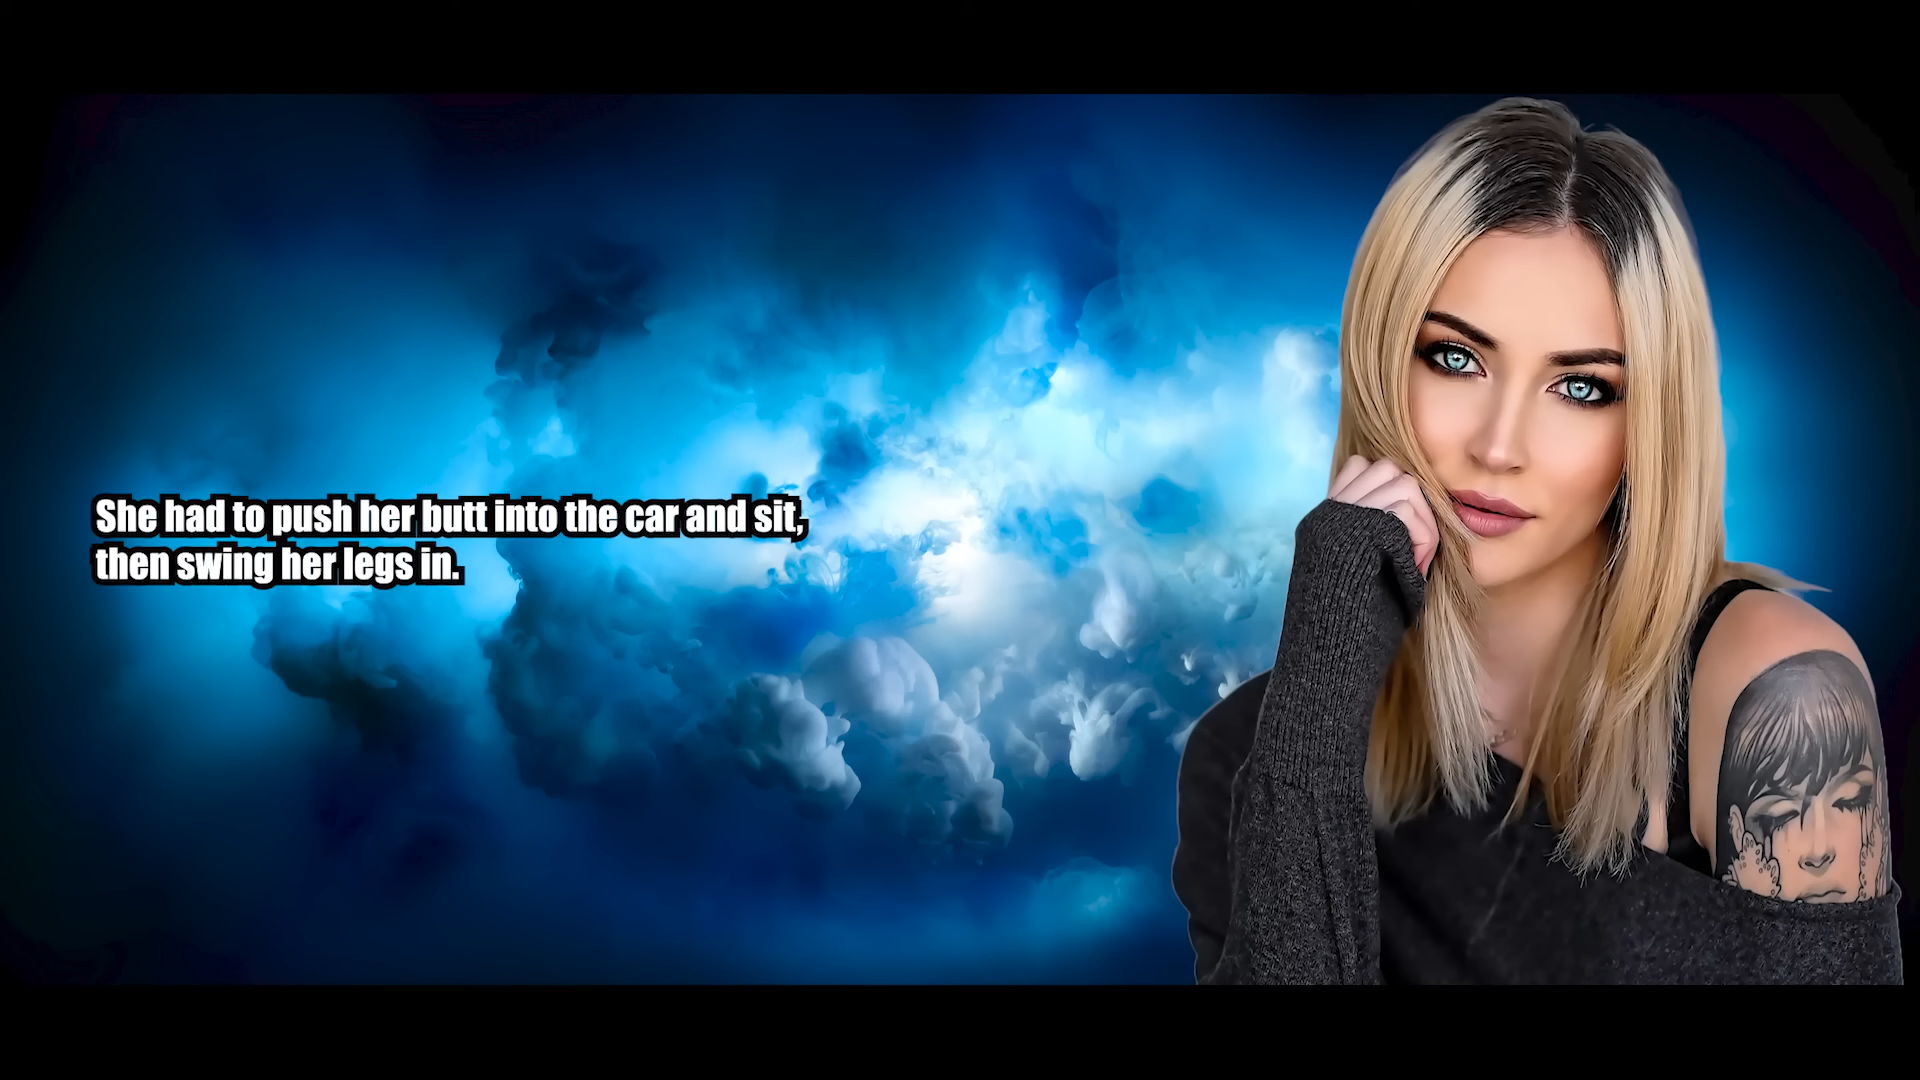 She had to push her butt into the car and sit,
then swing her legs in.